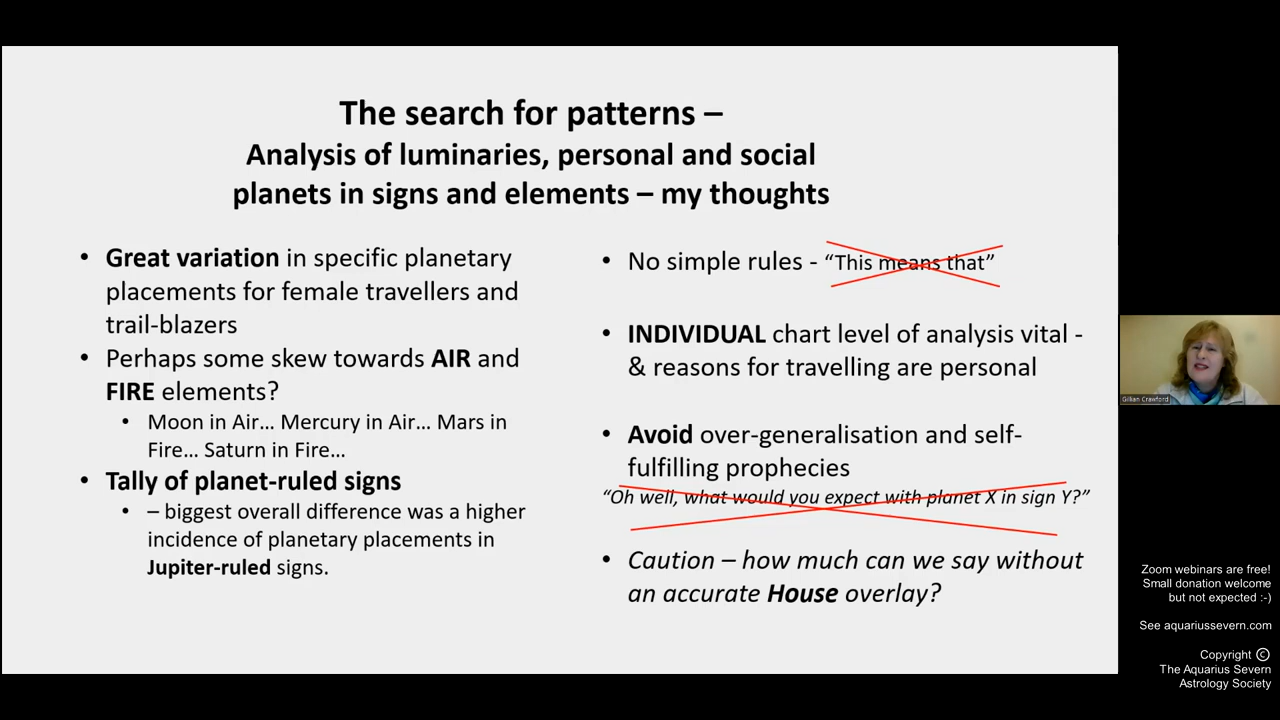 The search for patterns –
Analysis of luminaries, personal and social
planets in signs and elements – my thoughts
• Great variation in specific planetary
placements for female travellers and
trail-blazers
• Perhaps some skew towards AIR and
FIRE elements?
• Moon in Air... Mercury in Air... Mars in
Fire... Saturn in Fire...
• Tally of planet-ruled signs
• – biggest overall difference was a higher
incidence of planetary placements in
Jupiter-ruled signs.
• No simple rules - “This means that”
• INDIVIDUAL chart level of analysis vital -
& reasons for travelling are personal
• Avoid over-generalisation and self-
fulfilling prophecies
“Oh well, what would you expect with planet X in sign Y?”
• Caution – how much can we say without
an accurate House overlay?
Gillian Crawford
Zoom webinars are free!
Small donation welcome
but not expected :-)
See aquariussevern.com
Copyright ©
The Aquarius Severn
Astrology Society